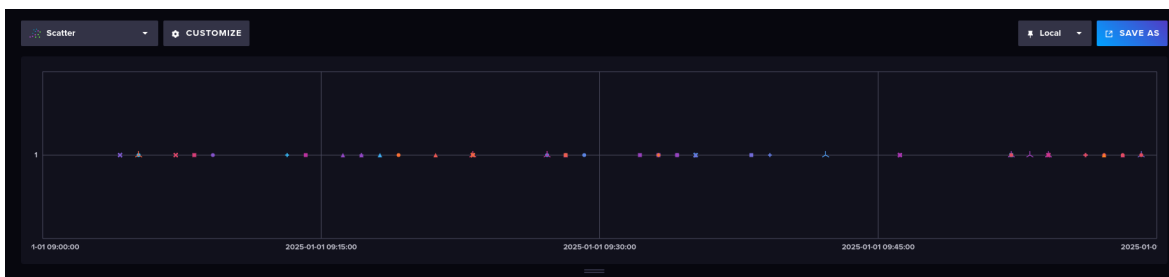 Scatter
CUSTOMIZE
Local
SAVE AS
1
1-01 09:00:00
2025-01-01 09:15:00
2025-01-01 09:30:00
2025-01-01 09:45:00
2025-01-0